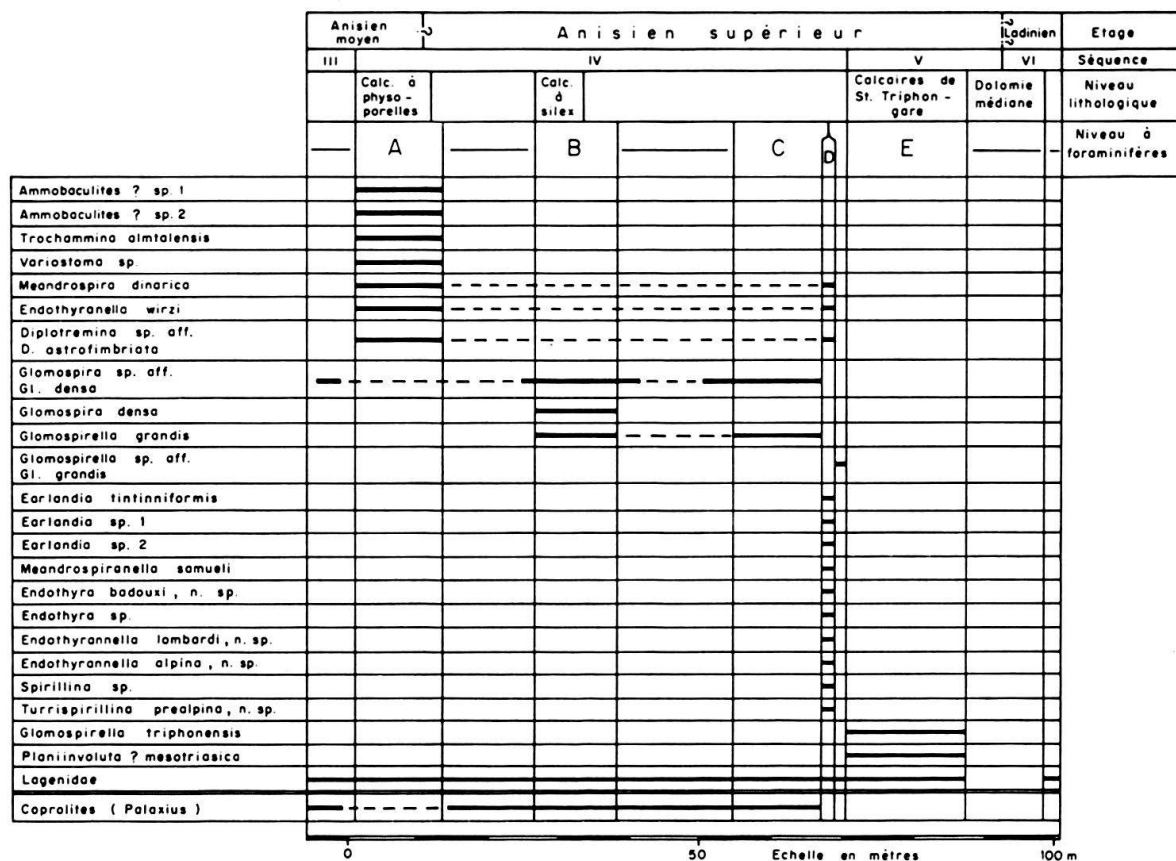 Anisien moyen ? Anisien supérieur ? Ladinien Etage
III IV V VI Séquence
Calc. à physo-porelles Calc. à silex Calcaires de St. Triphon-gare Dolomie médiane Niveau lithologique
A B C D E Niveau à foraminifères
Ammobaculites ? sp. 1
Ammobaculites ? sp. 2
Trochammina almtalensis
Variostoma sp.
Meandrospira dinarica
Endothyranella wirzi
Diplotremina sp. aff.
D. astrofimbriata
Glomospira sp. aff.
Gl. densa
Glomospira densa
Glomospirella grandis
Glomospirella sp. aff.
Gl. grandis
Earlandia tintinniformis
Earlandia sp. 1
Earlandia sp. 2
Meandrospiranella samueli
Endothyra badouxi, n. sp.
Endothyra sp.
Endothyrannella lombardi, n. sp.
Endothyrannella alpina, n. sp.
Spirillina sp.
Turrispirillina prealpina, n. sp.
Glomospirella triphonensis
Planiinvoluta ? mesotriasica
Lagenidae
Coprolites ( Palaxius )
0 50 100 m
Echelle en mètres